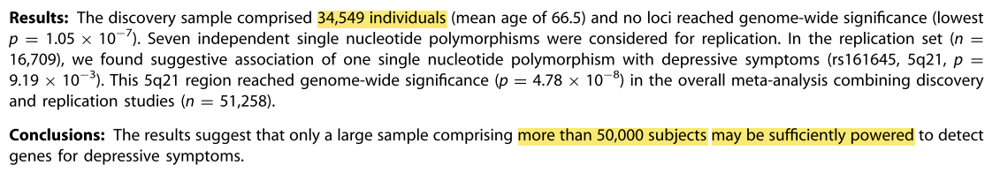 Results: The discovery sample comprised 34,549 individuals (mean age of 66.5) and no loci reached genome-wide significance (lowest
p = 1.05 × 10⁻⁷). Seven independent single nucleotide polymorphisms were considered for replication. In the replication set (n =
16,709), we found suggestive association of one single nucleotide polymorphism with depressive symptoms (rs161645, 5q21, p =
9.19 × 10⁻³). This 5q21 region reached genome-wide significance (p = 4.78 × 10⁻⁸) in the overall meta-analysis combining discovery
and replication studies (n = 51,258).
Conclusions: The results suggest that only a large sample comprising more than 50,000 subjects may be sufficiently powered to detect
genes for depressive symptoms.